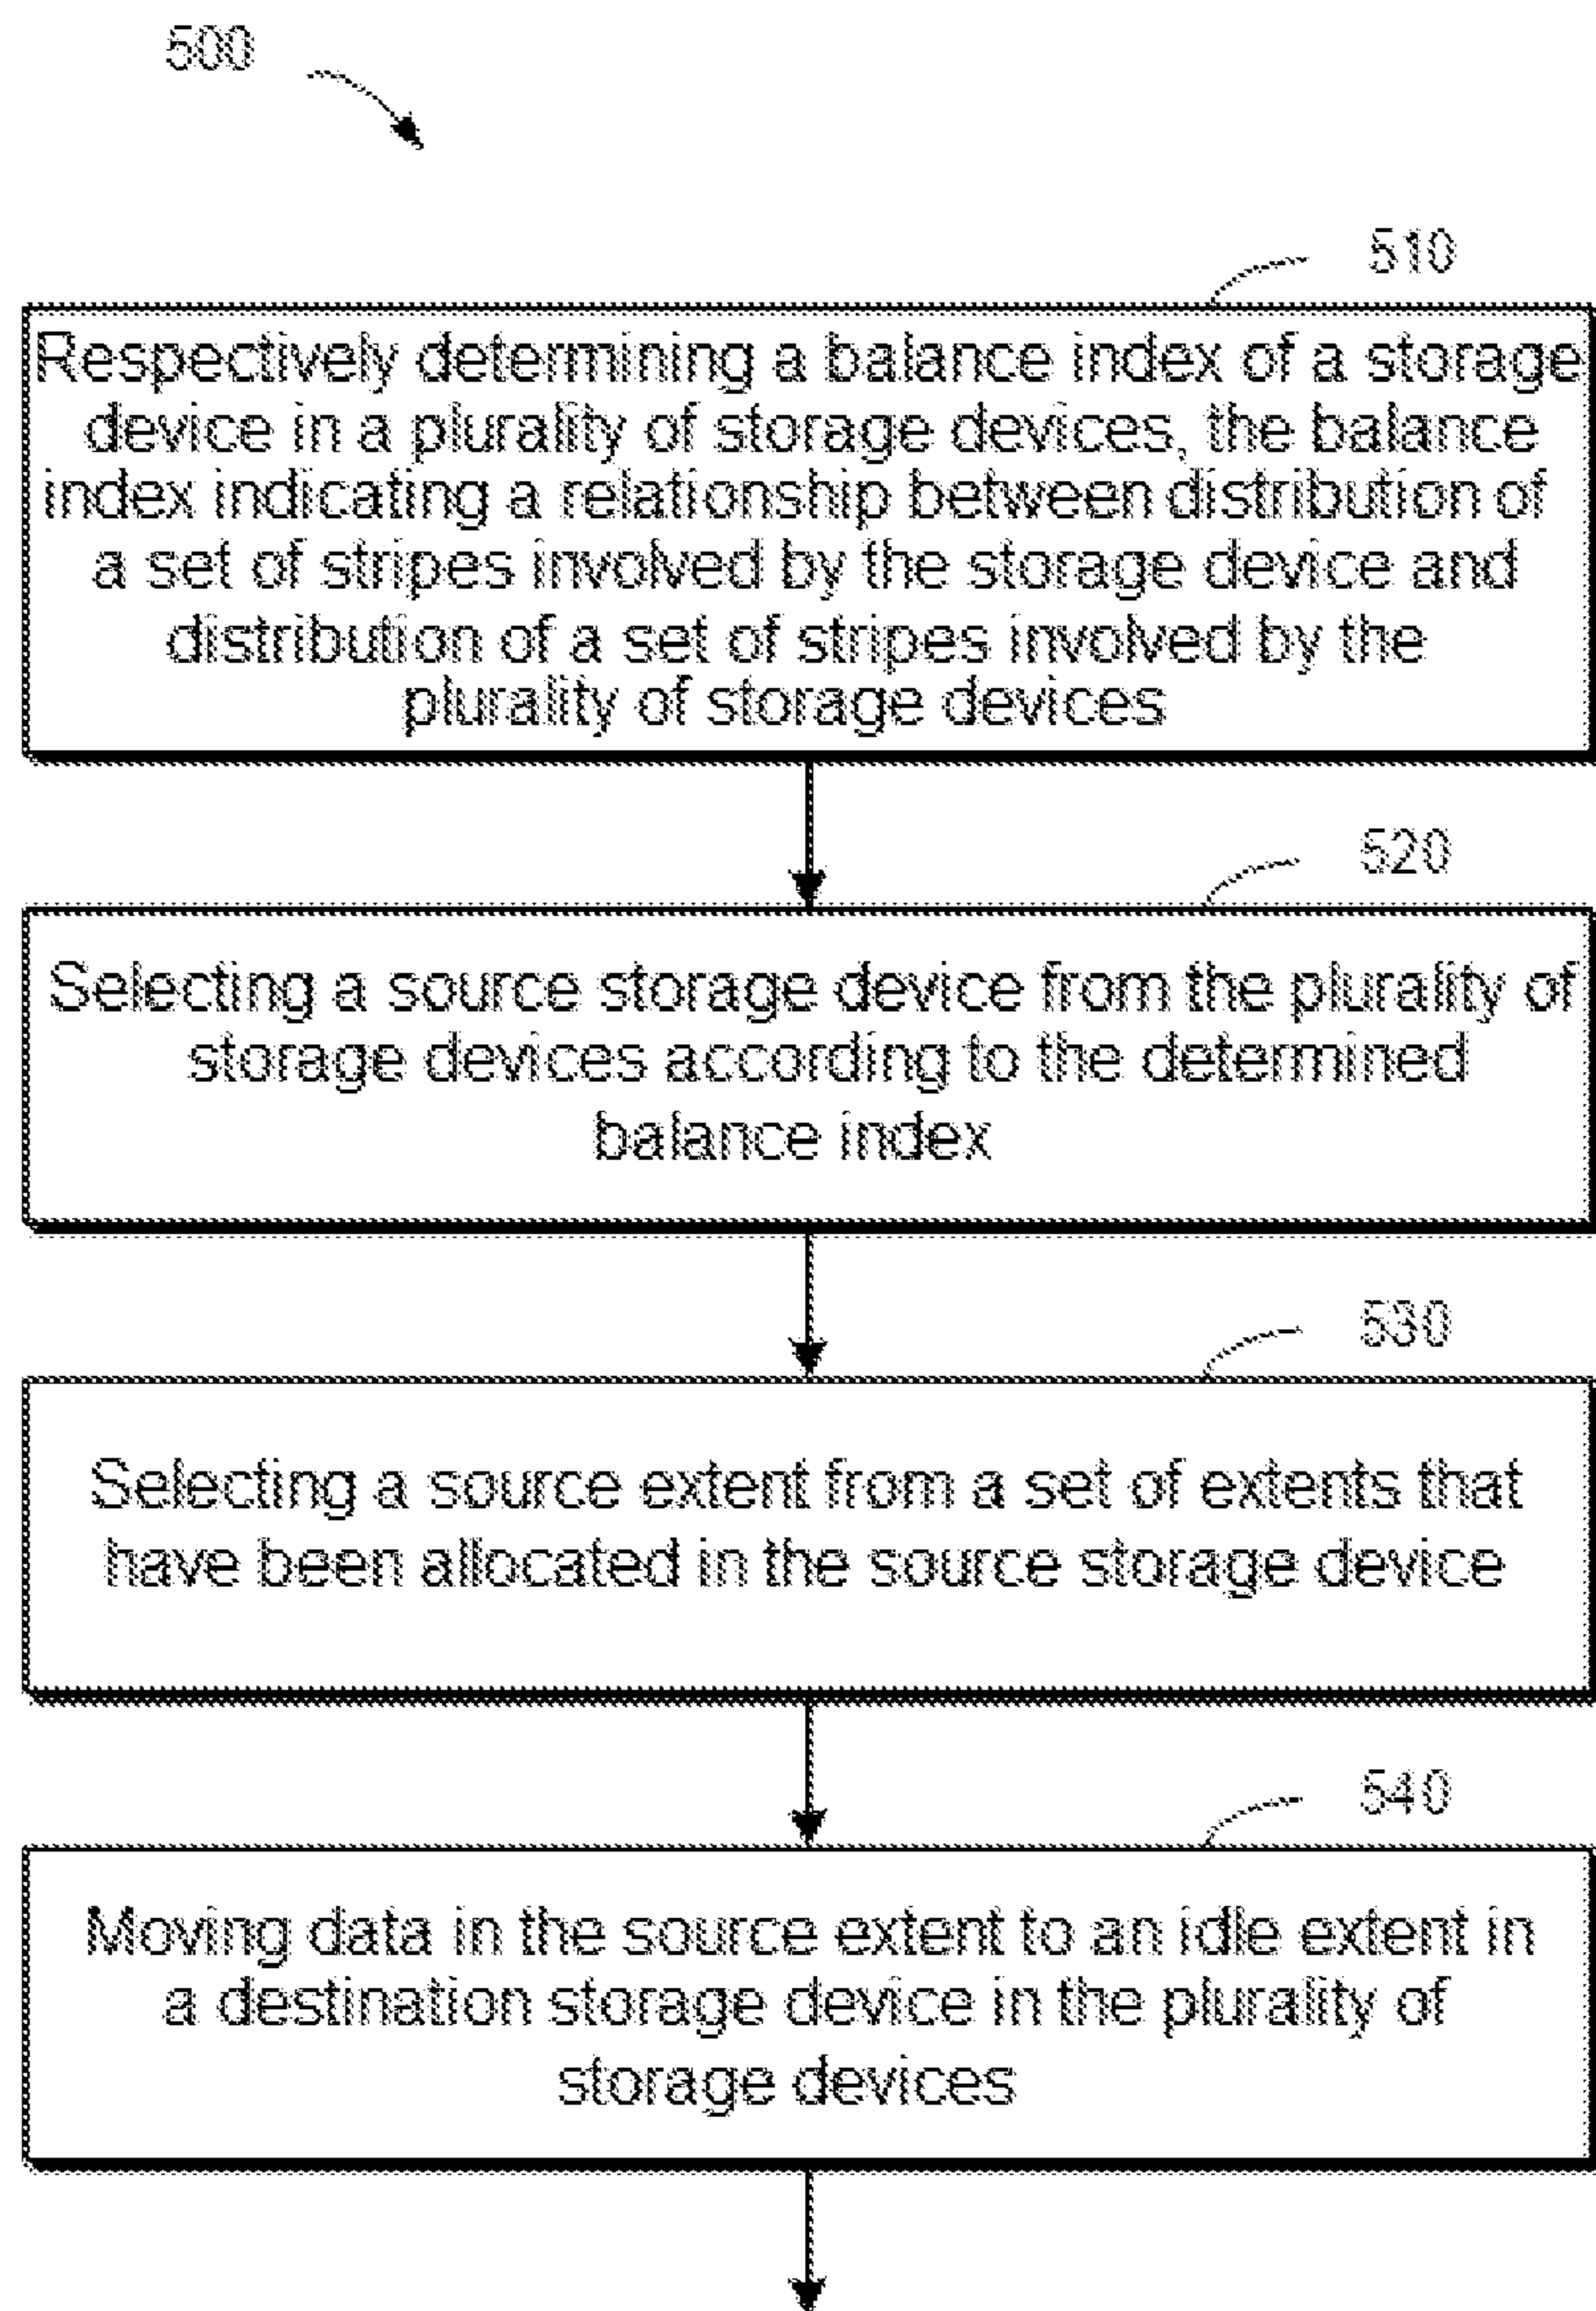 500
510
Respectively determining a balance index of a storage
device in a plurality of storage devices, the balance
index indicating a relationship between distribution of
a set of stripes involved by the storage device and
distribution of a set of stripes involved by the
plurality of storage devices
520
Selecting a source storage device from the plurality of
storage devices according to the determined
balance index
530
Selecting a source extent from a set of extents that
have been allocated in the source storage device
540
Moving data in the source extent to an idle extent in
a destination storage device in the plurality of
storage devices